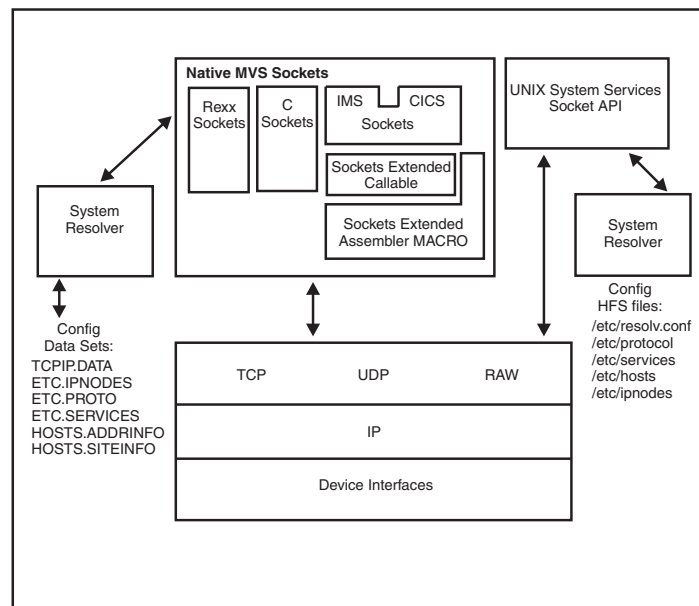 Native MVS Sockets
Rexx
Sockets
C
Sockets
IMS
CICS
Sockets
Sockets Extended
Callable
Sockets Extended
Assembler MACRO
UNIX System Services
Socket API
System
Resolver
System
Resolver
Config
Data Sets:
TCPIP.DATA
ETC.IPNODES
ETC.PROTO
ETC.SERVICES
HOSTS.ADDRINFO
HOSTS.SITEINFO
Config
HFS files:
/etc/resolv.conf
/etc/protocol
/etc/services
/etc/hosts
/etc/ipnodes
TCP
UDP
RAW
IP
Device Interfaces